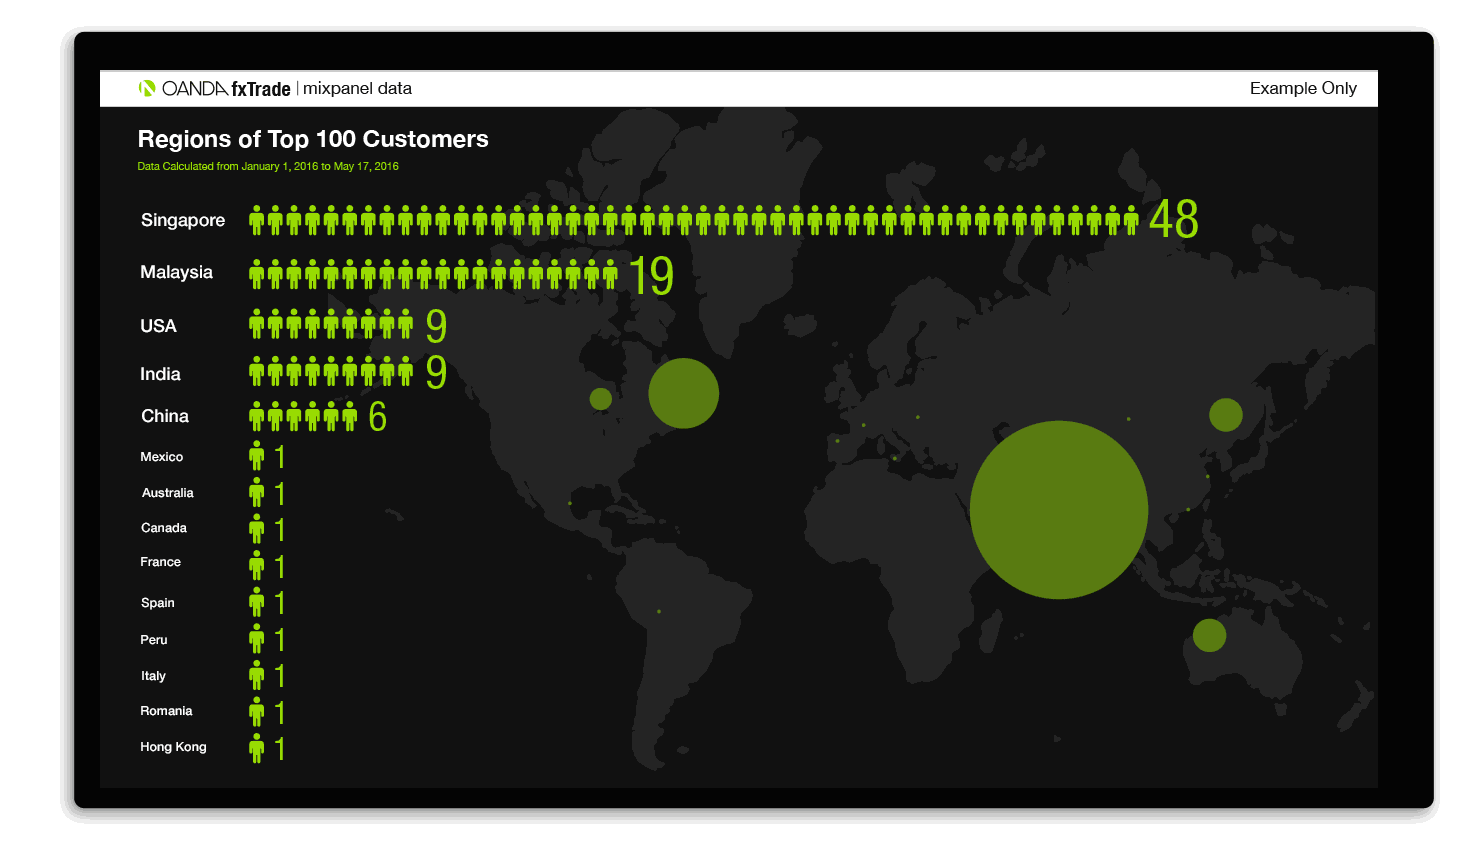 OANDA fxTrade | mixpanel data
Example Only
Regions of Top 100 Customers
Data Calculated from January 1, 2016 to May 17, 2016
Singapore 48
Malaysia 19
USA 9
India 9
China 6
Mexico 1
Australia 1
Canada 1
France 1
Spain 1
Peru 1
Italy 1
Romania 1
Hong Kong 1